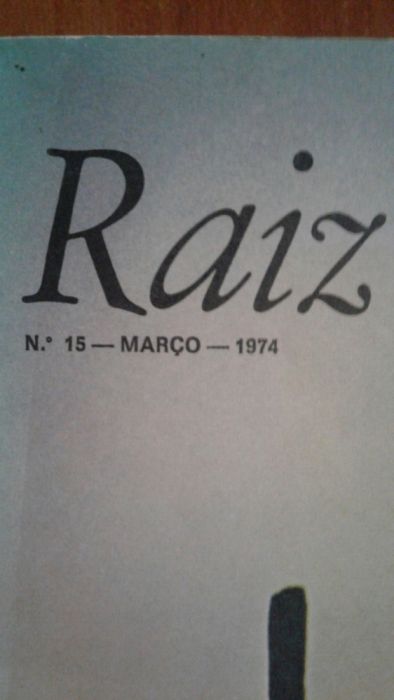 Raiz
N.º 15 — MARÇO — 1974